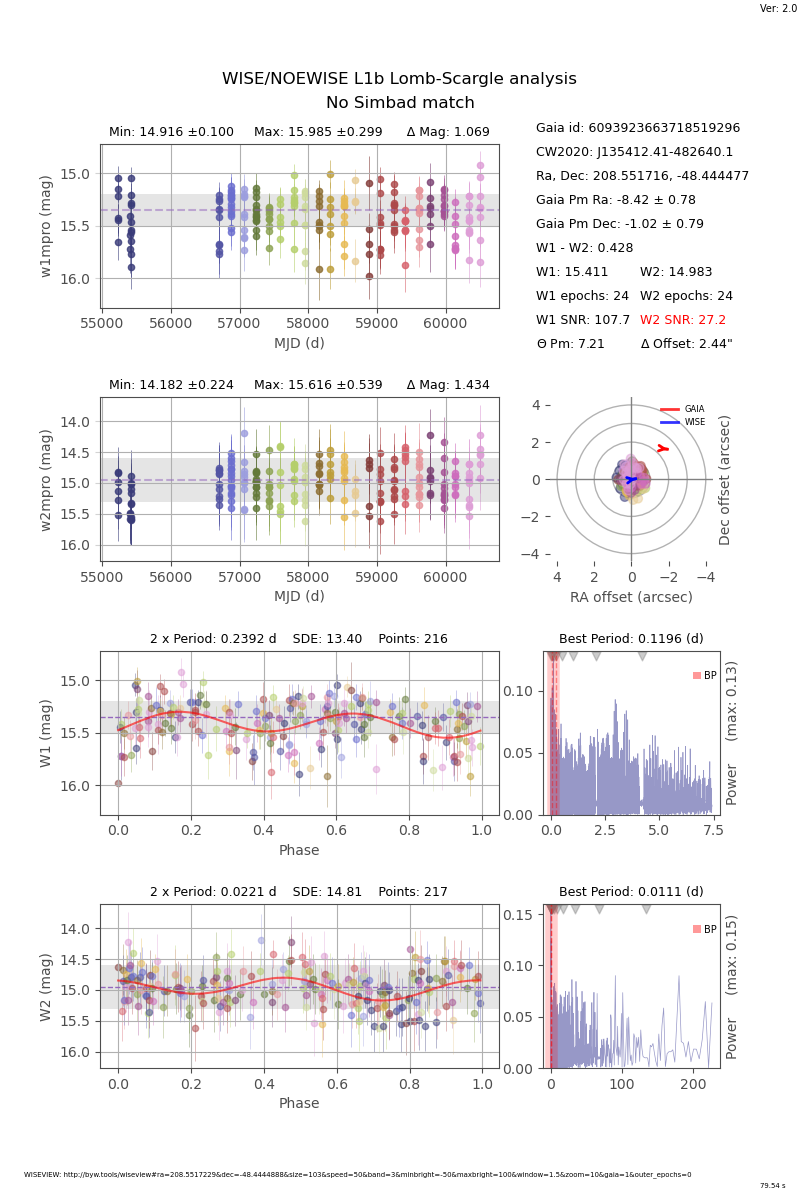 Ver: 2.0
WISE/NOEWISE L1b Lomb-Scargle analysis
No Simbad match
Min: 14.916 ±0.100 Max: 15.985 ±0.299 Δ Mag: 1.069
15.0
15.5
16.0
w1mpro (mag)
55000 56000 57000 58000 59000 60000
MJD (d)
Gaia id: 6093923663718519296
CW2020: J135412.41-482640.1
Ra, Dec: 208.551716, -48.444477
Gaia Pm Ra: -8.42 ± 0.78
Gaia Pm Dec: -1.02 ± 0.79
W1 - W2: 0.428
W1: 15.411 W2: 14.983
W1 epochs: 24 W2 epochs: 24
W1 SNR: 107.7 W2 SNR: 27.2
Θ Pm: 7.21 Δ Offset: 2.44"
Min: 14.182 ±0.224 Max: 15.616 ±0.539 Δ Mag: 1.434
14.0
14.5
15.0
15.5
16.0
w2mpro (mag)
55000 56000 57000 58000 59000 60000
MJD (d)
GAIA
WISE
4
2
0
−2
−4
4 2 0 −2 −4
RA offset (arcsec)
Dec offset (arcsec)
2 x Period: 0.2392 d SDE: 13.40 Points: 216
15.0
15.5
16.0
W1 (mag)
0.0 0.2 0.4 0.6 0.8 1.0
Phase
Best Period: 0.1196 (d)
BP
0.10
0.05
0.00
0.0 2.5 5.0 7.5
Power (max: 0.13)
2 x Period: 0.0221 d SDE: 14.81 Points: 217
14.0
14.5
15.0
15.5
16.0
W2 (mag)
0.0 0.2 0.4 0.6 0.8 1.0
Phase
Best Period: 0.0111 (d)
BP
0.15
0.10
0.05
0.00
0 100 200
Power (max: 0.15)
WISEVIEW: http://byw.tools/wiseview#ra=208.5517229&dec=-48.4444888&size=103&speed=50&band=3&minbright=-50&maxbright=100&window=1.5&zoom=10&gaia=1&outer_epochs=0
79.54 s